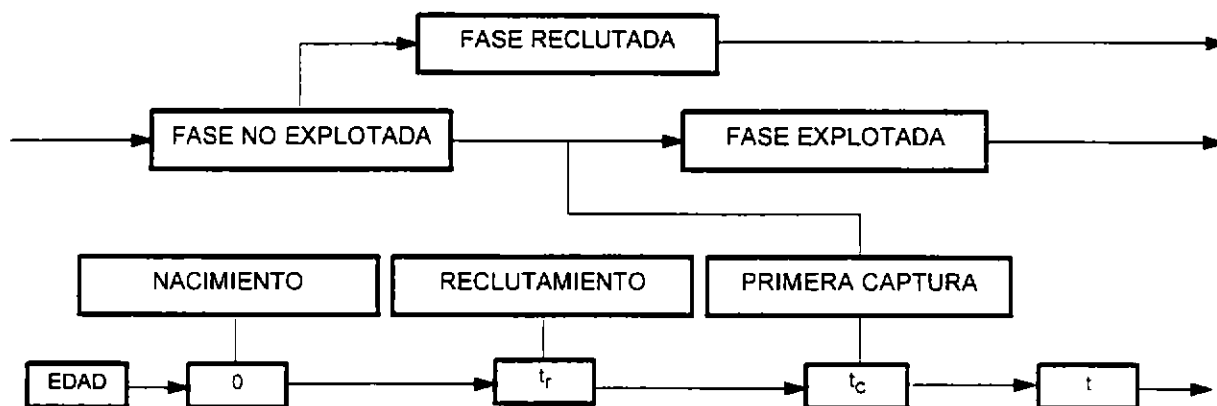 FASE RECLUTADA
FASE NO EXPLOTADA
FASE EXPLOTADA
NACIMIENTO
RECLUTAMIENTO
PRIMERA CAPTURA
EDAD
0
tr
tc
t